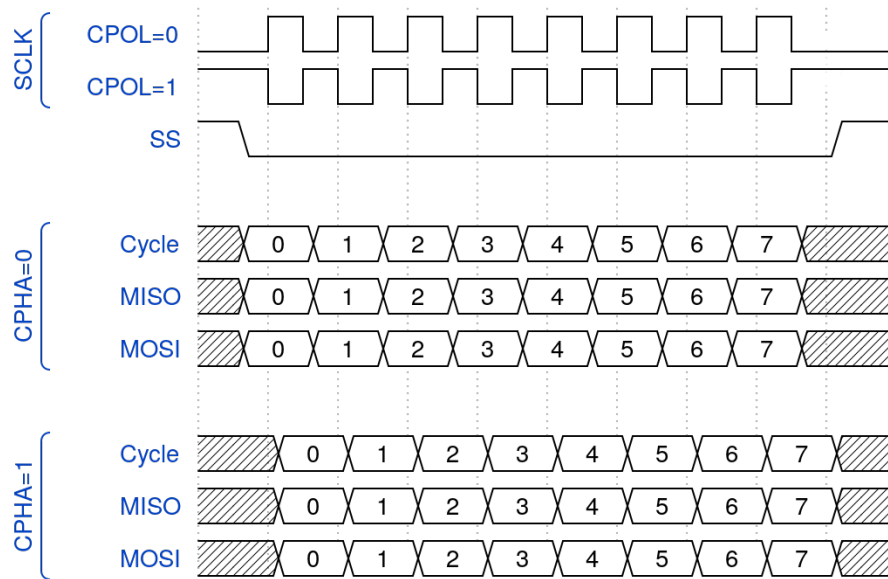 SCLK
CPOL=0
CPOL=1
SS
CPHA=0
Cycle 0 1 2 3 4 5 6 7
MISO 0 1 2 3 4 5 6 7
MOSI 0 1 2 3 4 5 6 7
CPHA=1
Cycle 0 1 2 3 4 5 6 7
MISO 0 1 2 3 4 5 6 7
MOSI 0 1 2 3 4 5 6 7